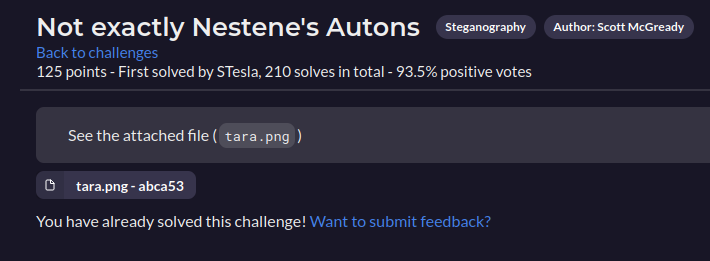 Not exactly Nestene's Autons Steganography Author: Scott McGready
Back to challenges
125 points - First solved by STesla, 210 solves in total - 93.5% positive votes
See the attached file ( tara.png )
tara.png - abca53
You have already solved this challenge! Want to submit feedback?